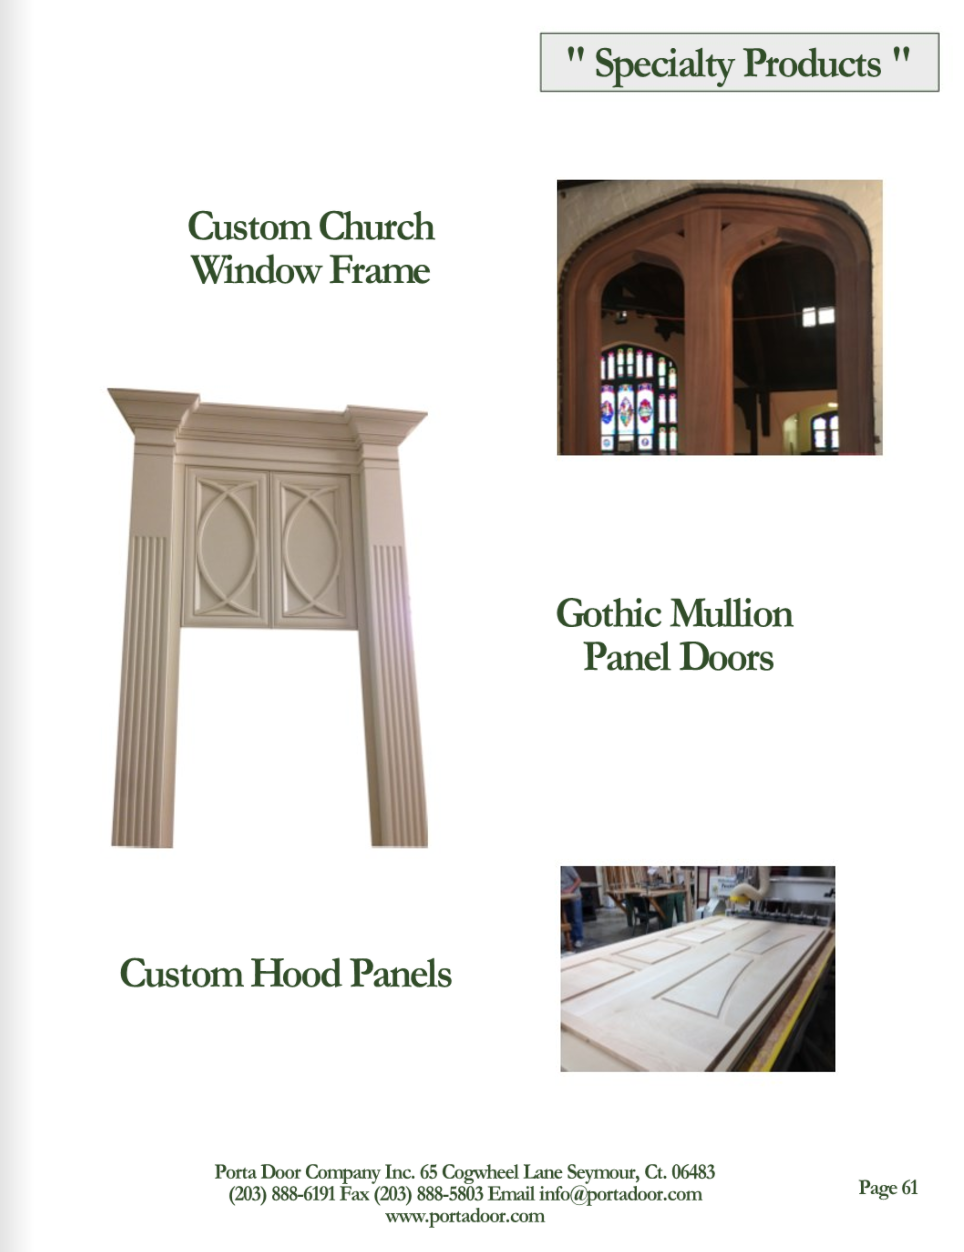 " Specialty Products "
Custom Church
Window Frame
Gothic Mullion
Panel Doors
Custom Hood Panels
Porta Door Company Inc. 65 Cogwheel Lane Seymour, Ct. 06483
(203) 888-6191 Fax (203) 888-5803 Email info@portadoor.com
www.portadoor.com
Page 61